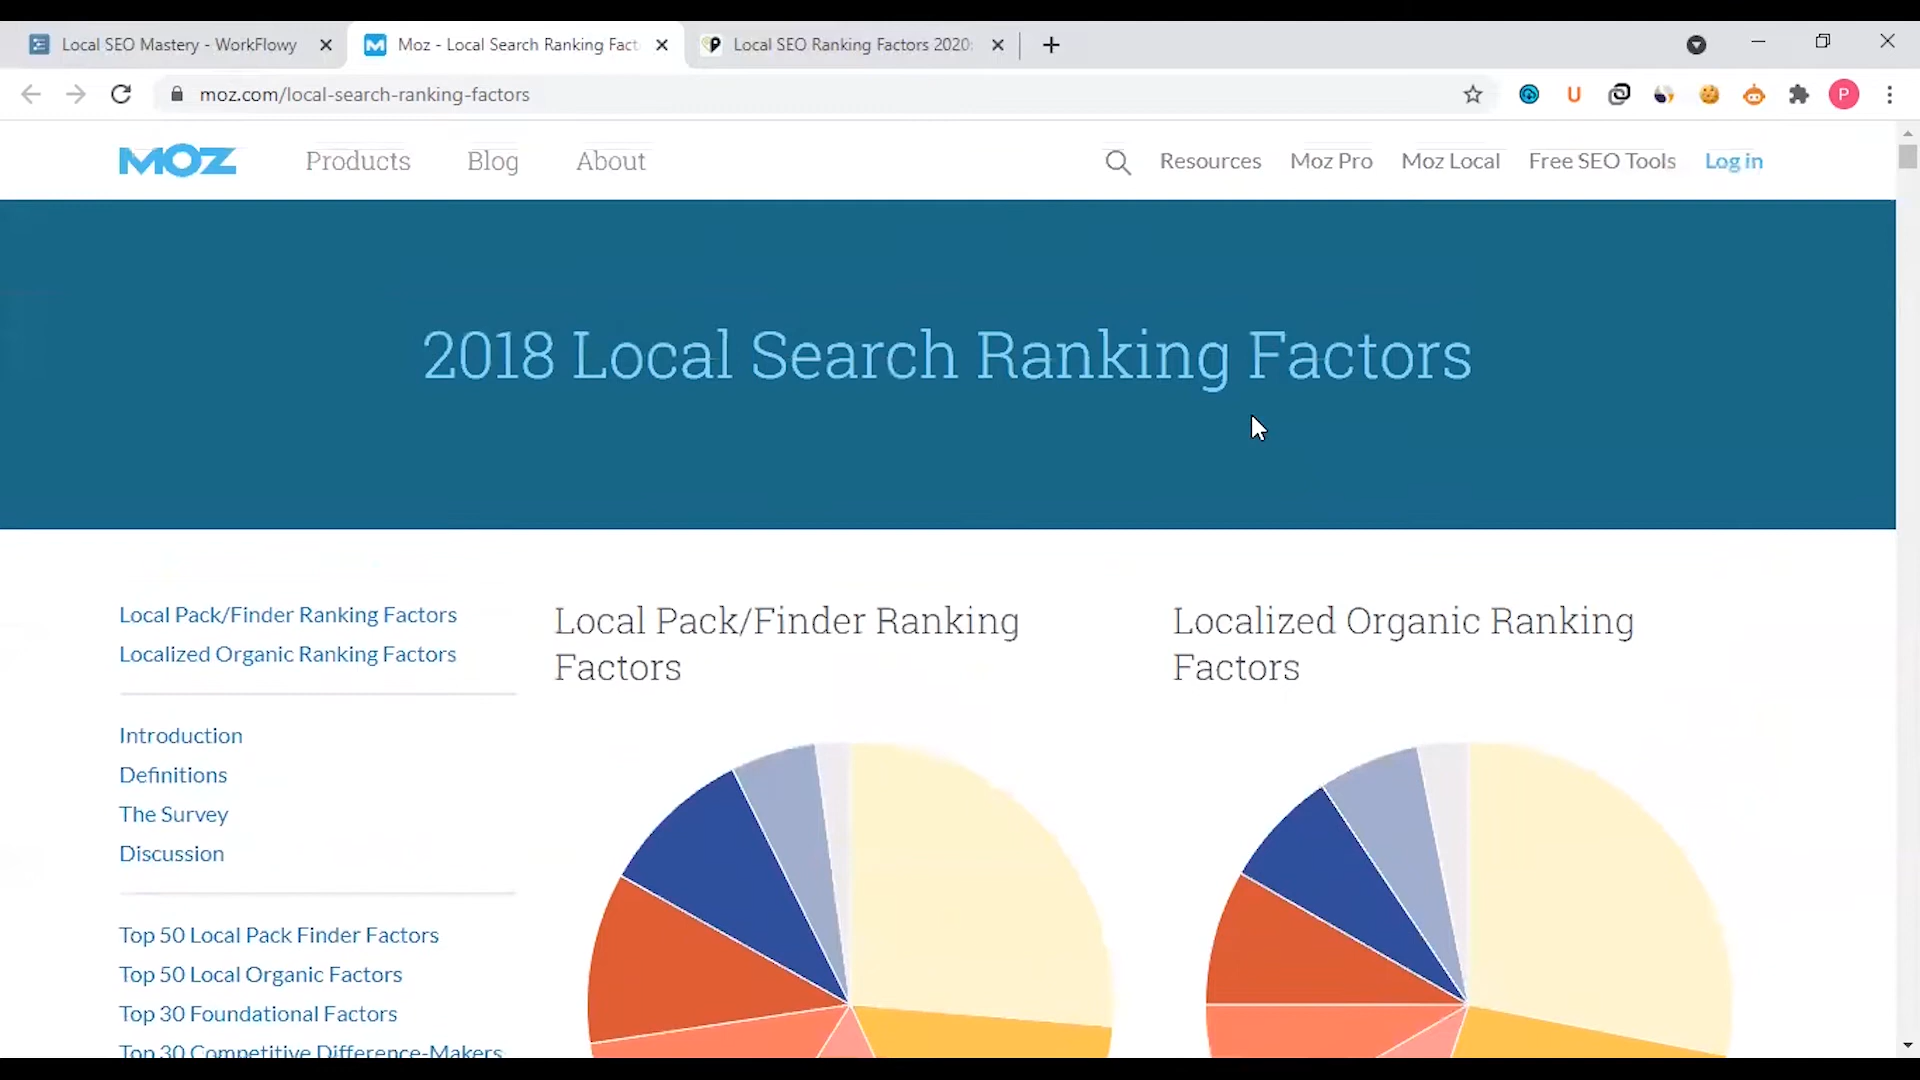 Local SEO Mastery - WorkFlowy
Moz - Local Search Ranking Fact
Local SEO Ranking Factors 2020:
moz.com/local-search-ranking-factors
U
P
MOZ
Products
Blog
About
Resources
Moz Pro
Moz Local
Free SEO Tools
Log in
2018 Local Search Ranking Factors
Local Pack/Finder Ranking Factors
Localized Organic Ranking Factors
Introduction
Definitions
The Survey
Discussion
Top 50 Local Pack Finder Factors
Top 50 Local Organic Factors
Top 30 Foundational Factors
Top 30 Competitive Difference-Makers
Local Pack/Finder Ranking
Factors
Localized Organic Ranking
Factors